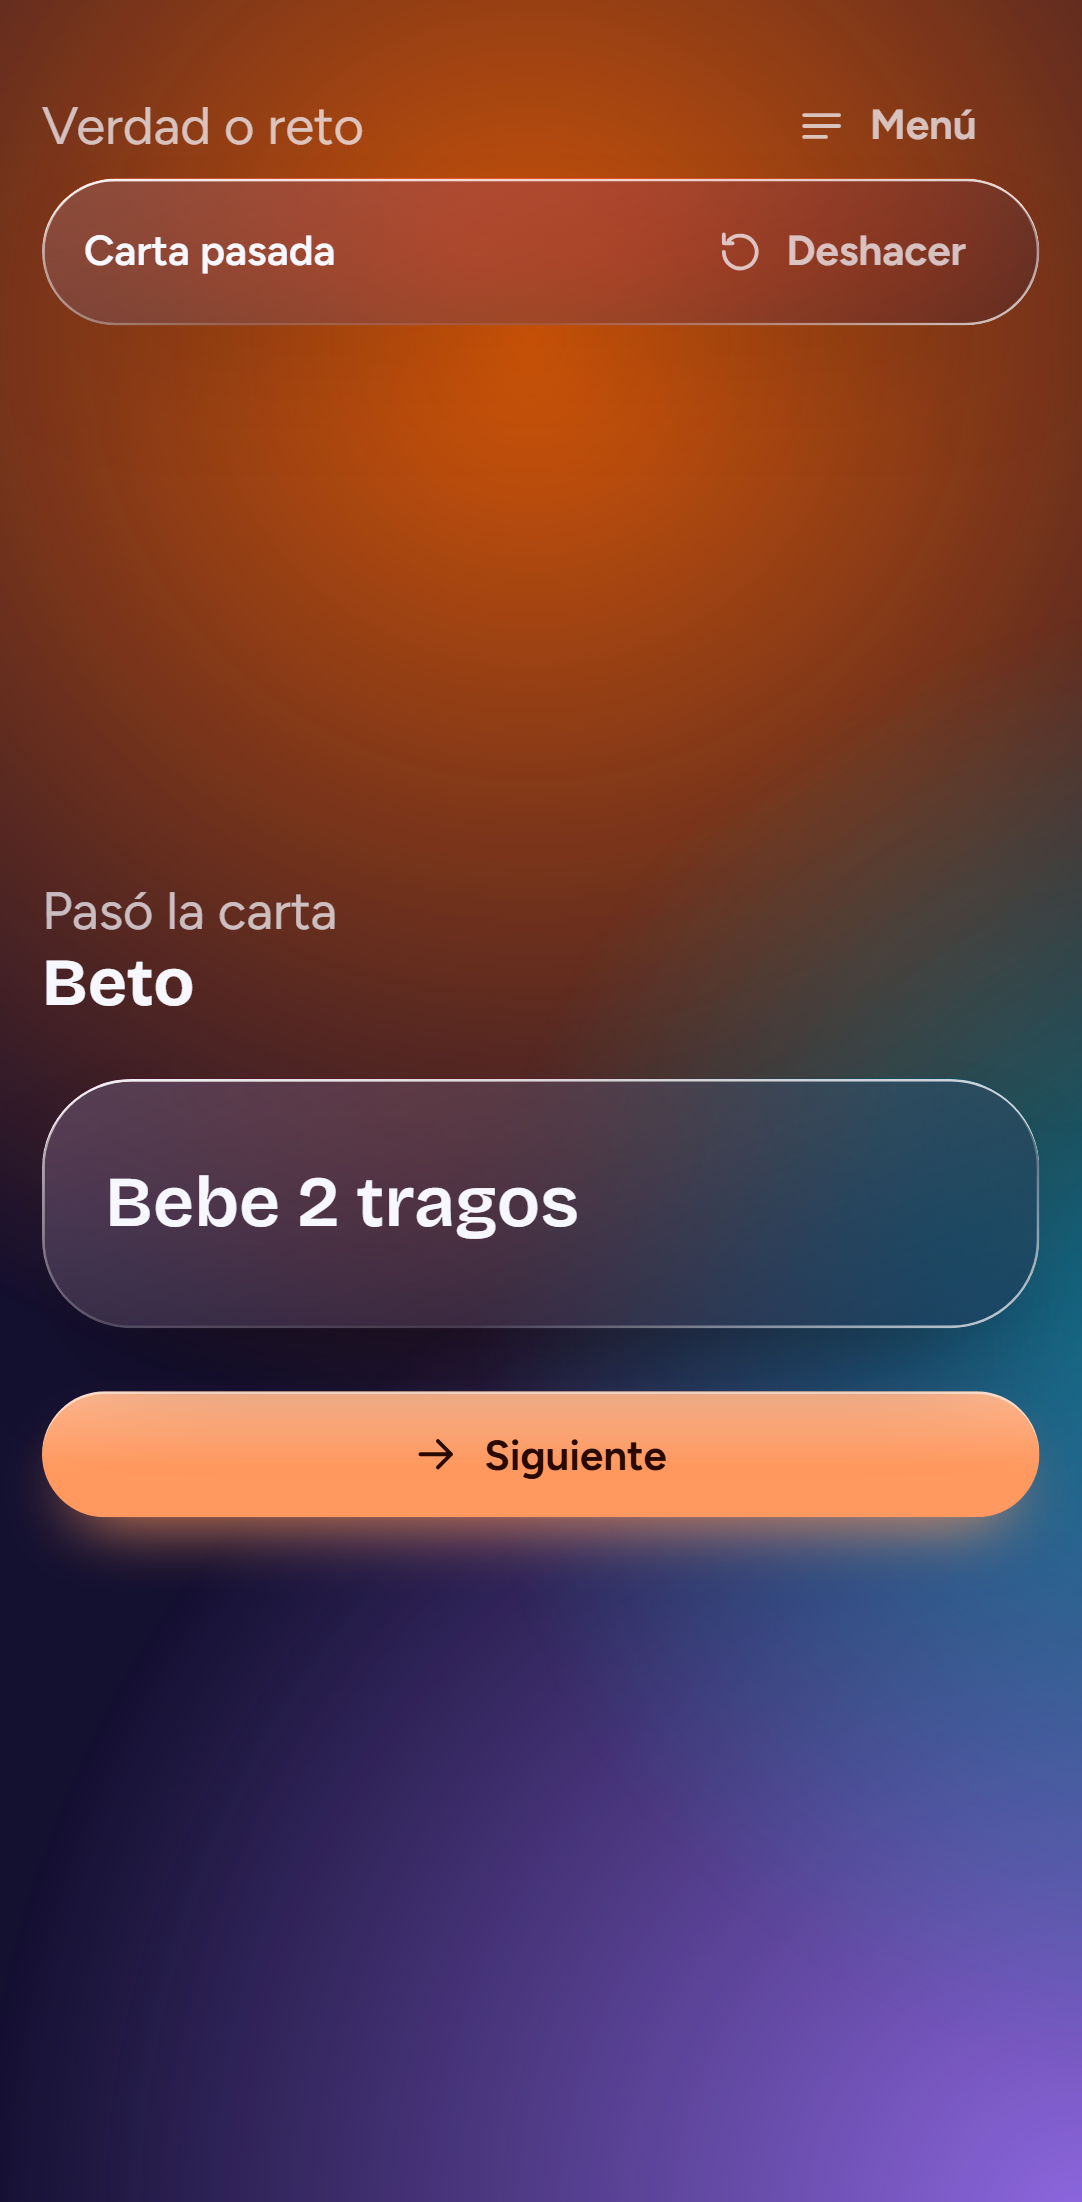 Verdad o reto
Menú
Carta pasada
Deshacer
Pasó la carta
Beto
Bebe 2 tragos
Siguiente